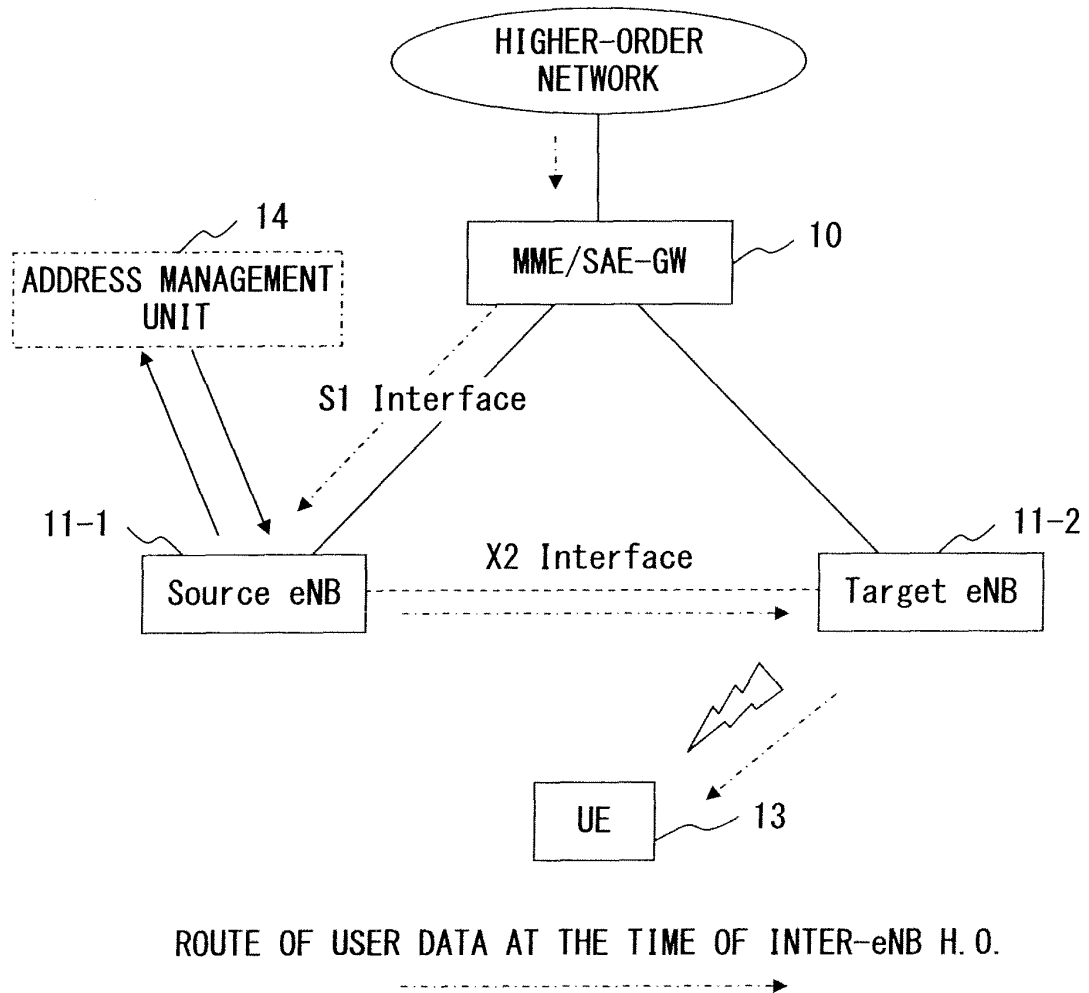 HIGHER-ORDER
NETWORK
14
10
MME/SAE-GW
ADDRESS MANAGEMENT
UNIT
S1 Interface
11-1
11-2
X2 Interface
Source eNB
Target eNB
UE
13
ROUTE OF USER DATA AT THE TIME OF INTER-eNB H.O.